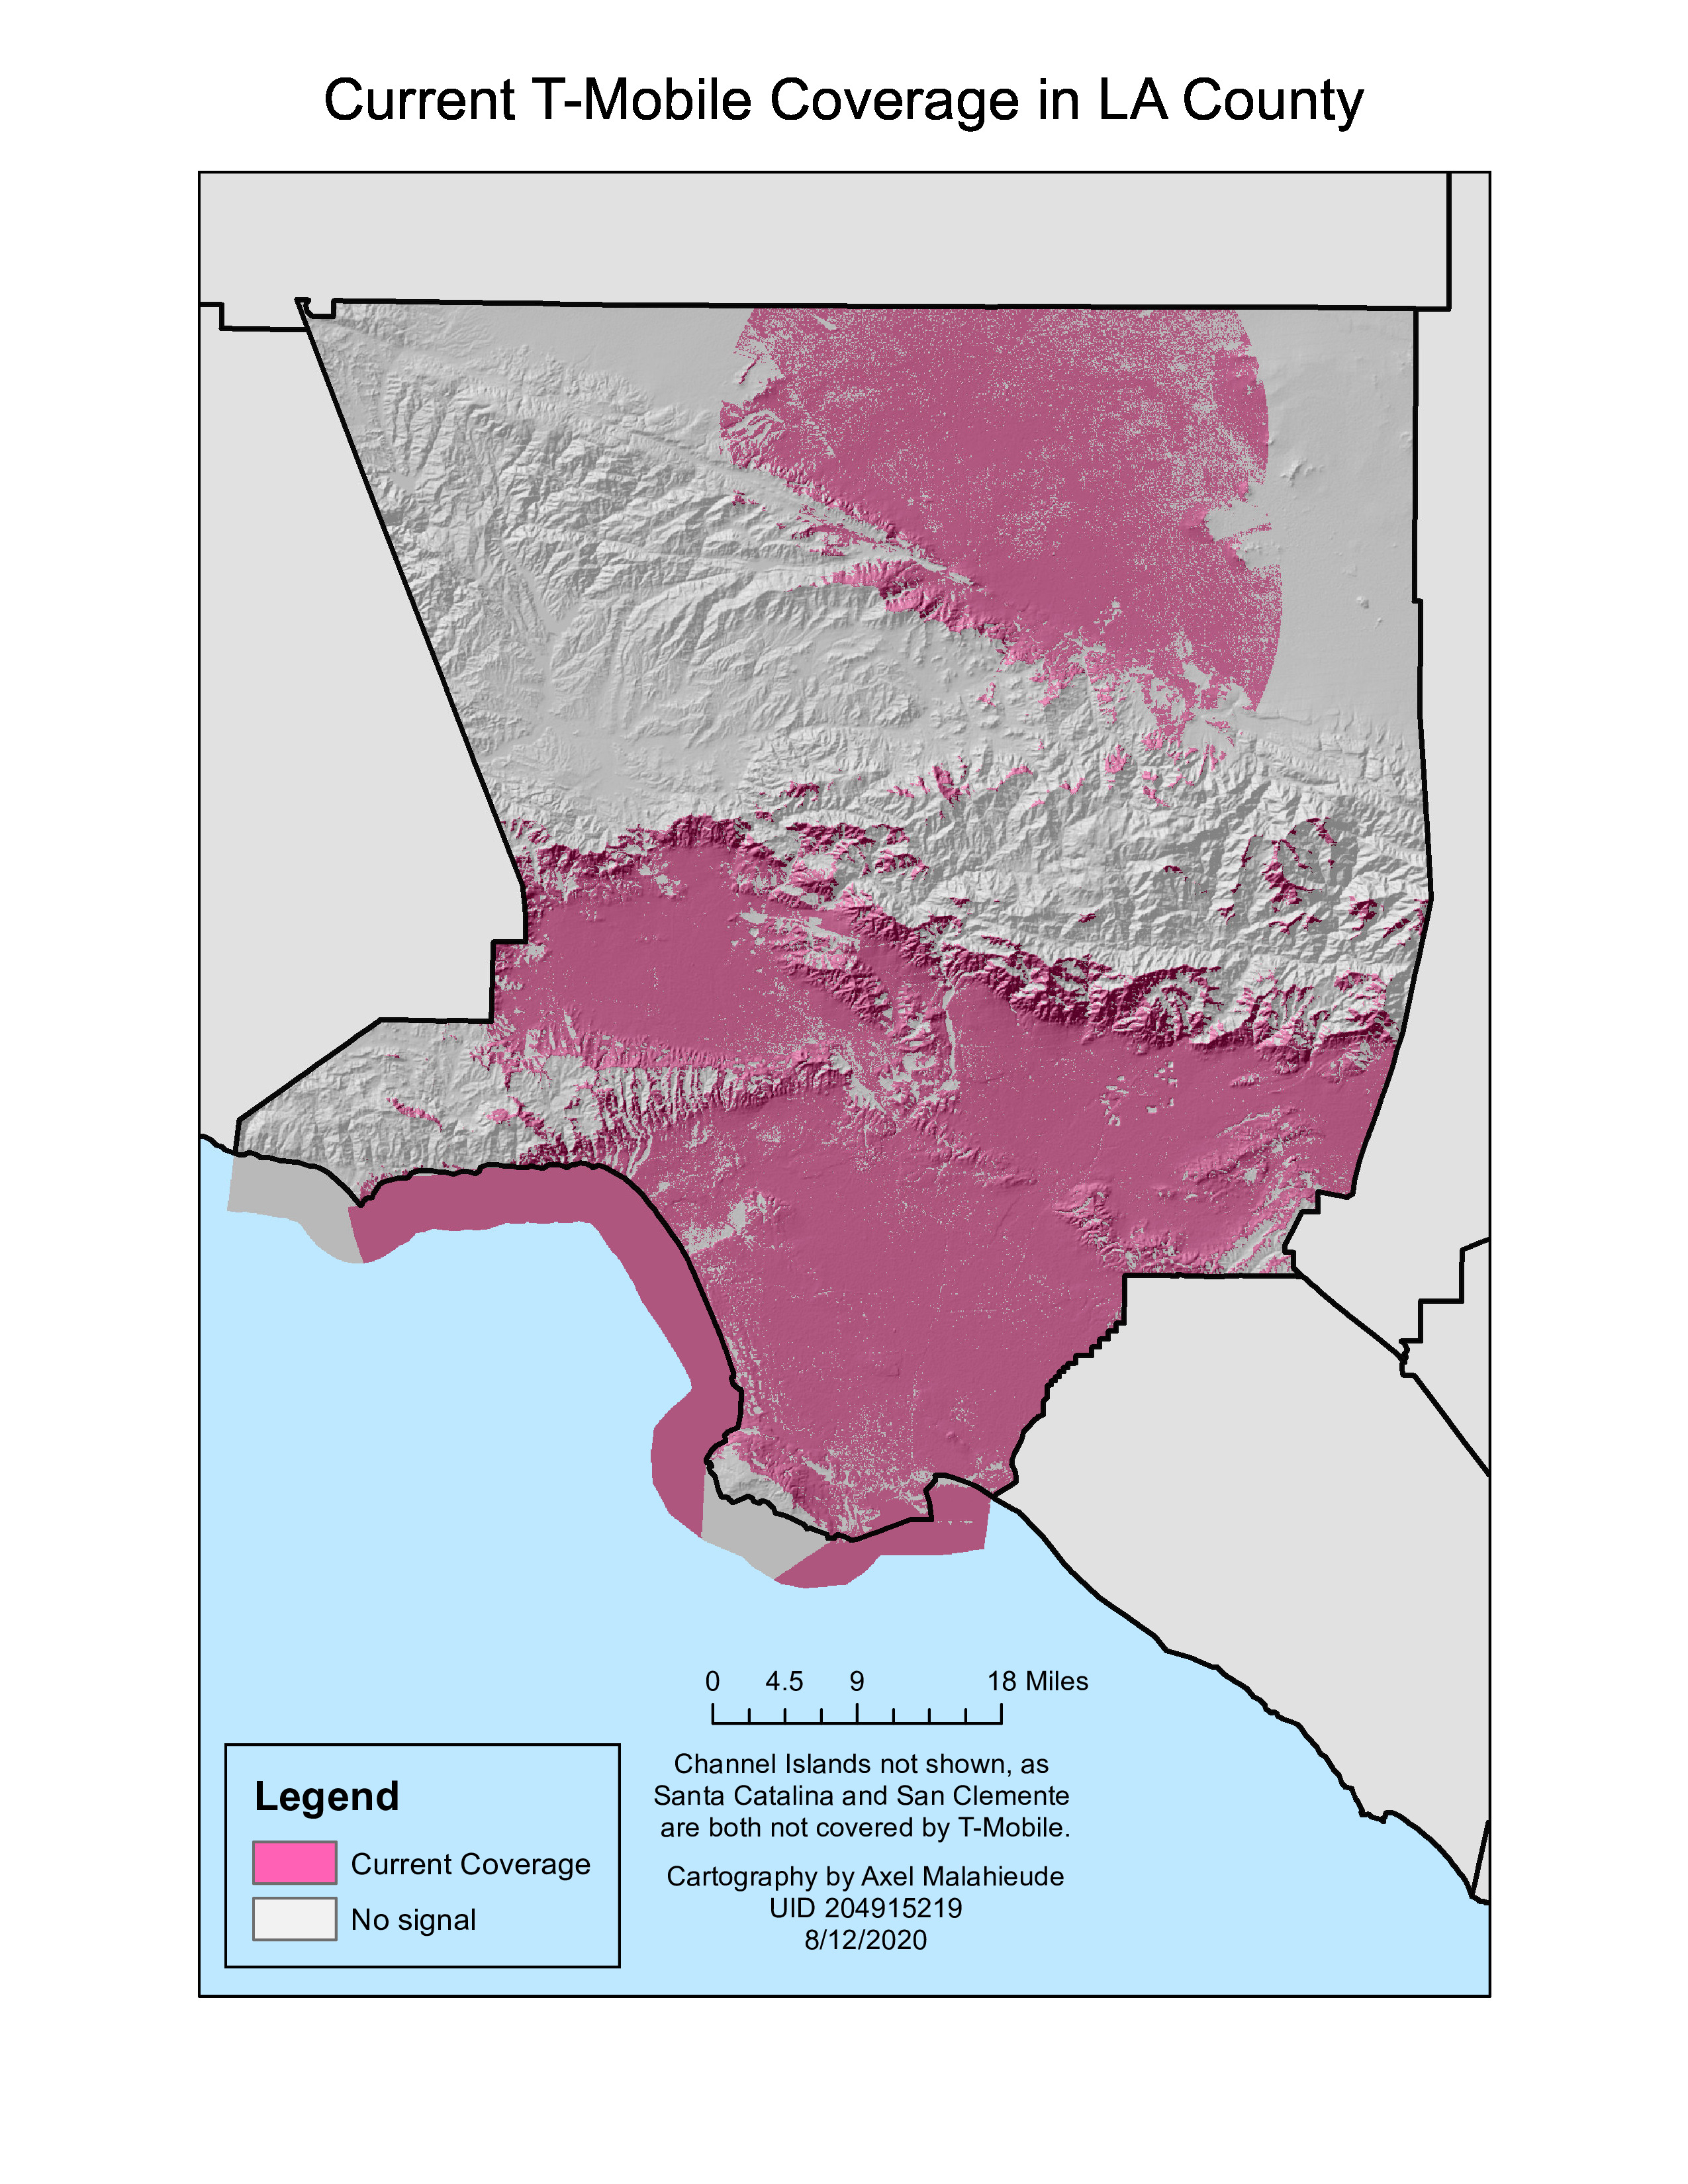 Current T-Mobile Coverage in LA County
0 4.5 9 18 Miles
Channel Islands not shown, as
Santa Catalina and San Clemente
are both not covered by T-Mobile.
Cartography by Axel Malahieude
UID 204915219
8/12/2020
Legend
Current Coverage
No signal